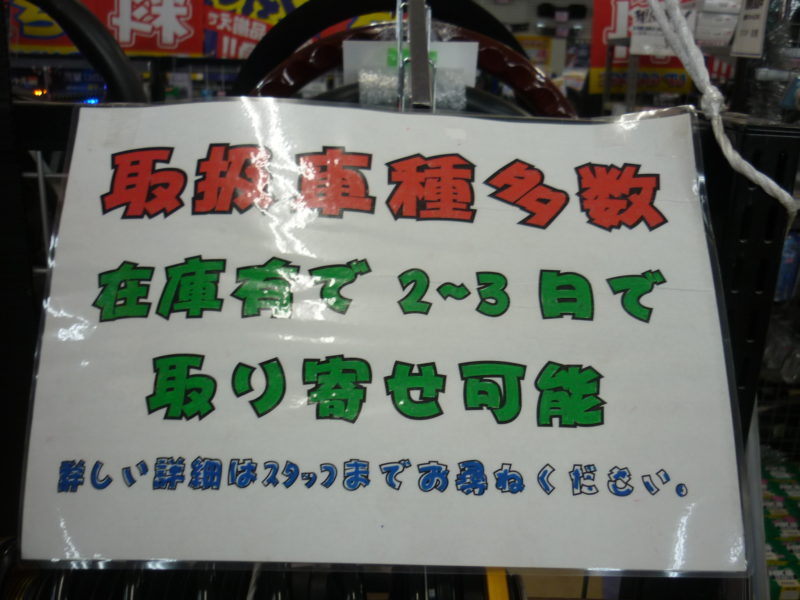 取扱車種多数
在庫有で 2~3 日で
取り寄せ可能
詳しい詳細はスタッフまでお尋ねください。